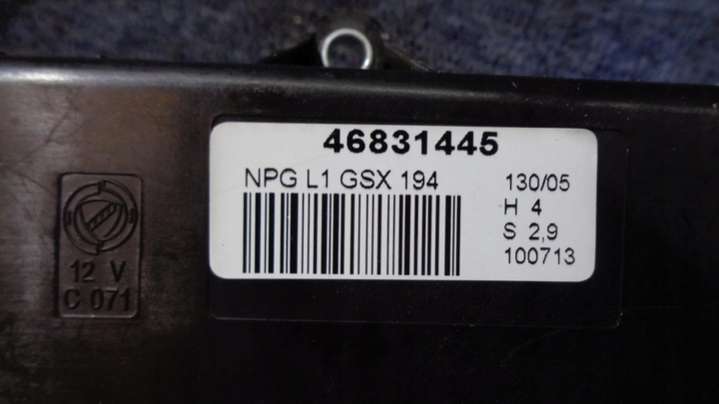 46831445
NPG L1 GSX 194
130/05
H 4
S 2,9
100713
12 V
C 071